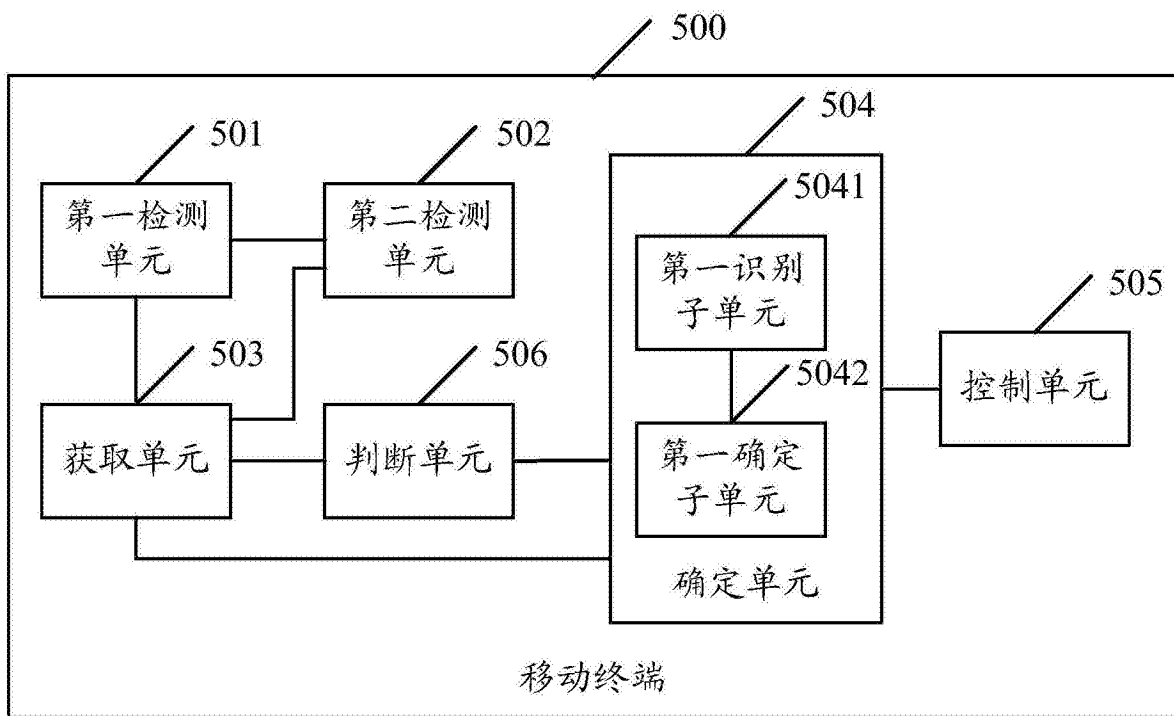 500
501
502
504
第一检测
单元
第二检测
单元
5041
第一识别
子单元
505
控制单元
503
506
5042
获取单元
判断单元
第一确定
子单元
确定单元
移动终端